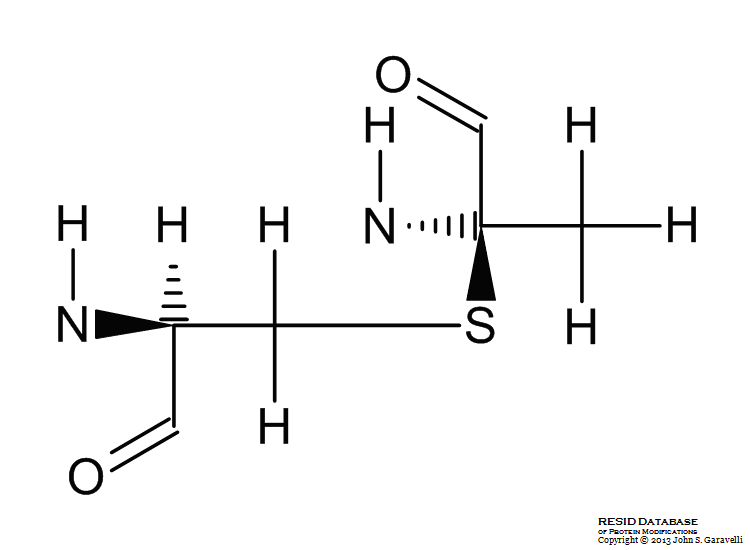 O
H
H
N
H
H
H
H
N
S
H
H
O
RESID DATABASE
OF PROTEIN MODIFICATIONS
Copyright © 2013 John S. Garavelli